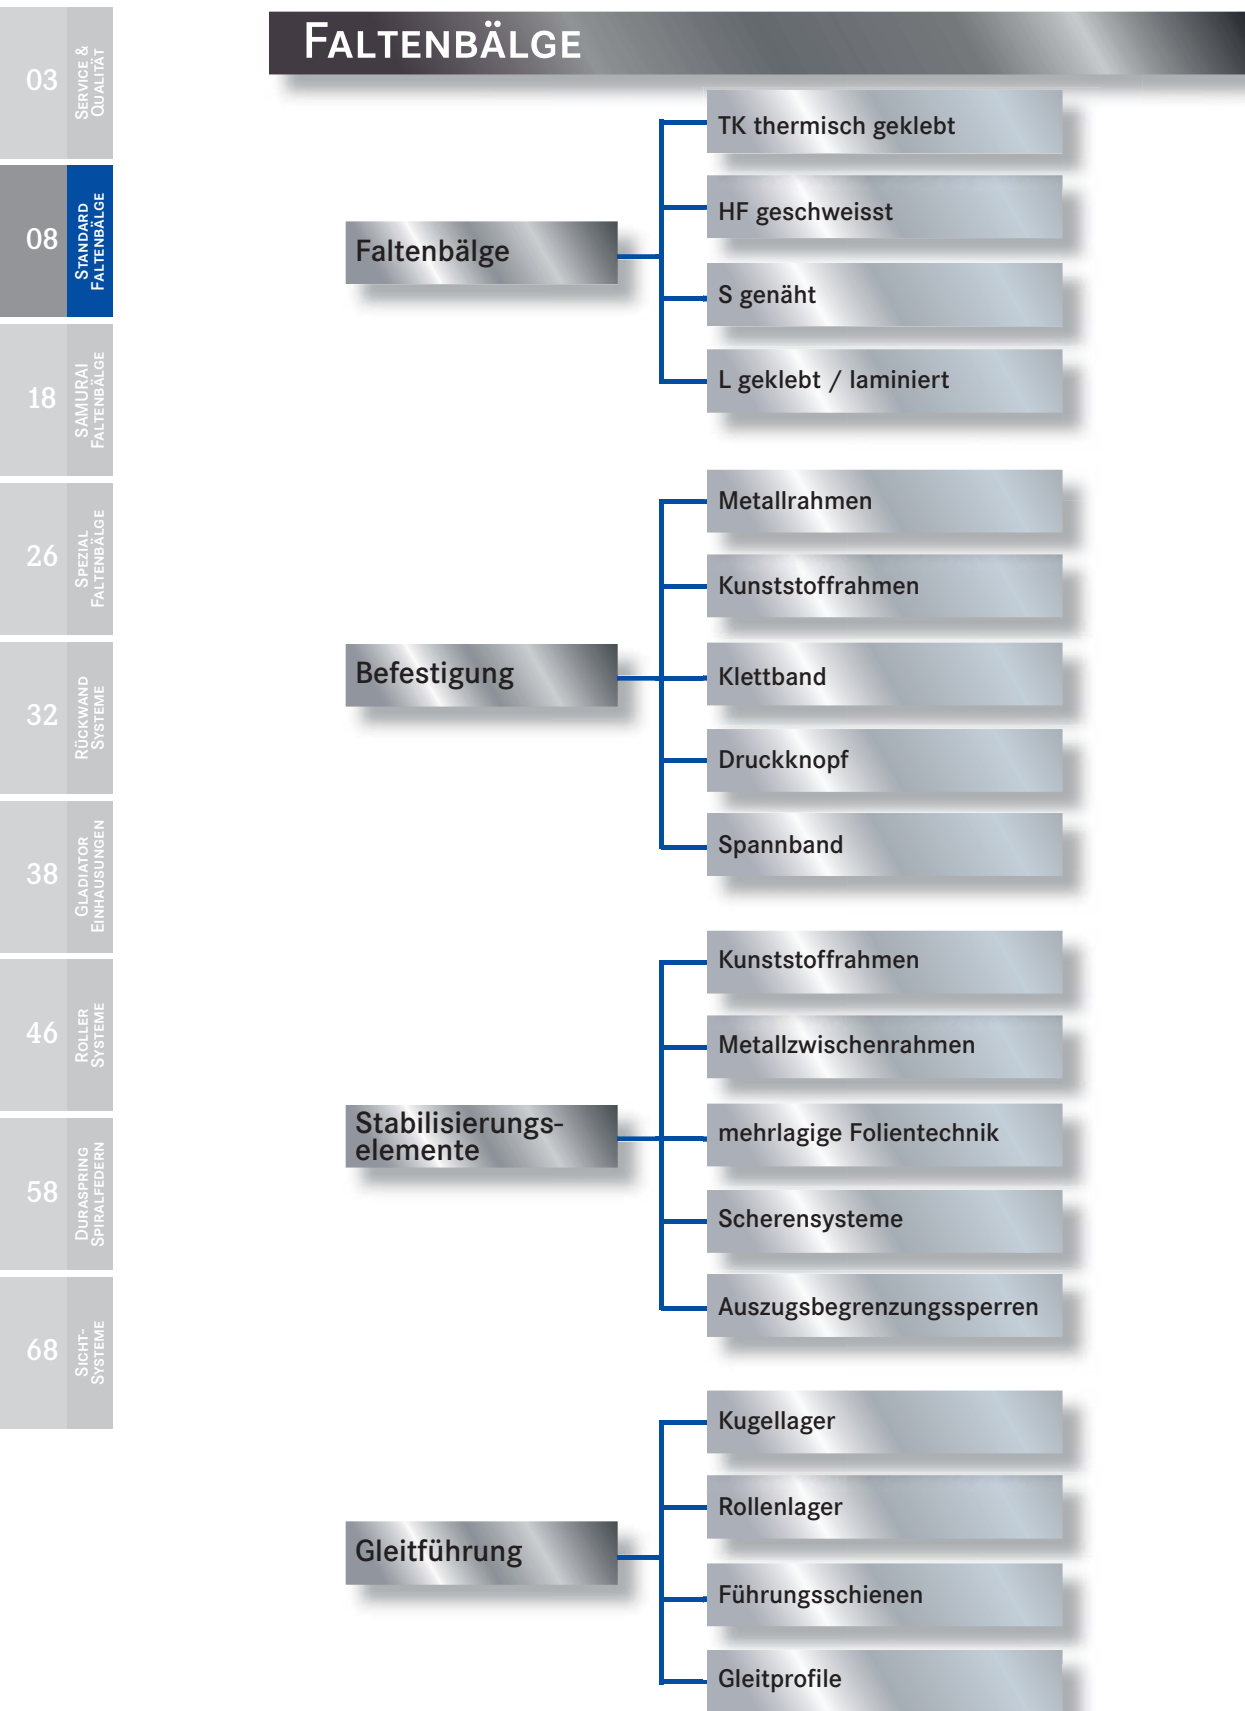 FALTENBÄLGE
03
SERVICE &
QUALITÄT
08
STANDARD
FALTENBÄLGE
18
SAMURAI
FALTENBÄLGE
26
SPEZIAL
FALTENBÄLGE
32
RÜCKWAND
SYSTEME
38
GLADIATOR
EINHAUSUNGEN
46
ROLLER
SYSTEME
58
DURASPRING
SPIRALFEDERN
68
SICHT-
SYSTEME
Faltenbälge
TK thermisch geklebt
HF geschweisst
S genäht
L geklebt / laminiert
Befestigung
Metallrahmen
Kunststoffrahmen
Klettband
Druckknopf
Spannband
Stabilisierungs-
elemente
Kunststoffrahmen
Metallzwischenrahmen
mehrlagige Folientechnik
Scherensysteme
Auszugsbegrenzungssperren
Gleitführung
Kugellager
Rollenlager
Führungsschienen
Gleitprofile